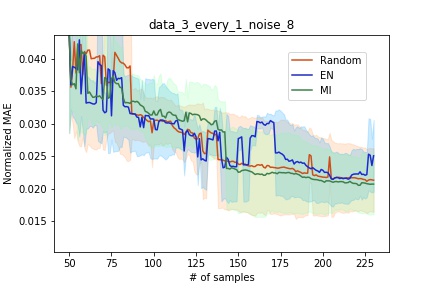 data_3_every_1_noise_8
Normalized MAE
0.040
0.035
0.030
0.025
0.020
0.015
Random
EN
MI
50 75 100 125 150 175 200 225
# of samples